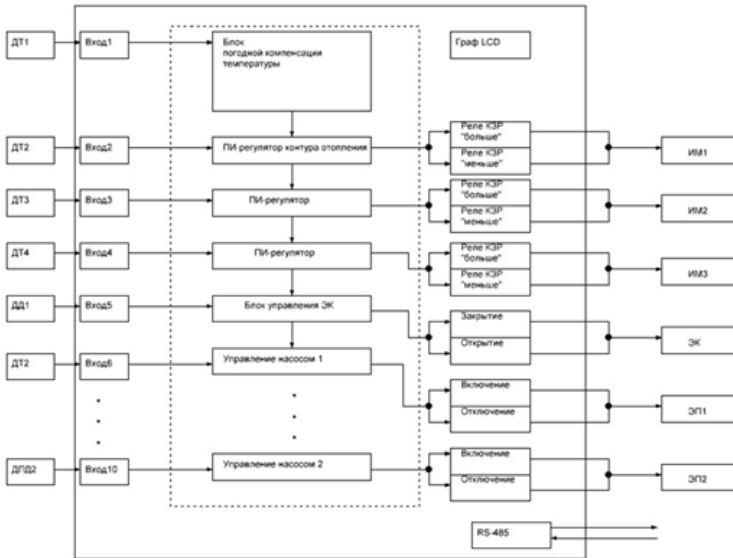 ДТ1
Вход1
Блок
погодной компенсации
температуры
Граф LCD
ДТ2
Вход2
ПИ регулятор контура отопления
Реле КЗР
"больше"
Реле КЗР
"меньше"
ИМ1
ДТ3
Вход3
ПИ-регулятор
Реле КЗР
"больше"
Реле КЗР
"меньше"
ИМ2
ДТ4
Вход4
ПИ-регулятор
Реле КЗР
"больше"
Реле КЗР
"меньше"
ИМ3
ДД1
Вход5
Блок управления ЭК
Закрытие
Открытие
ЭК
ДТ2
Вход6
Управление насосом 1
Включение
Отключение
ЭП1
ДПД2
Вход10
Управление насосом 2
Включение
Отключение
ЭП2
RS-485